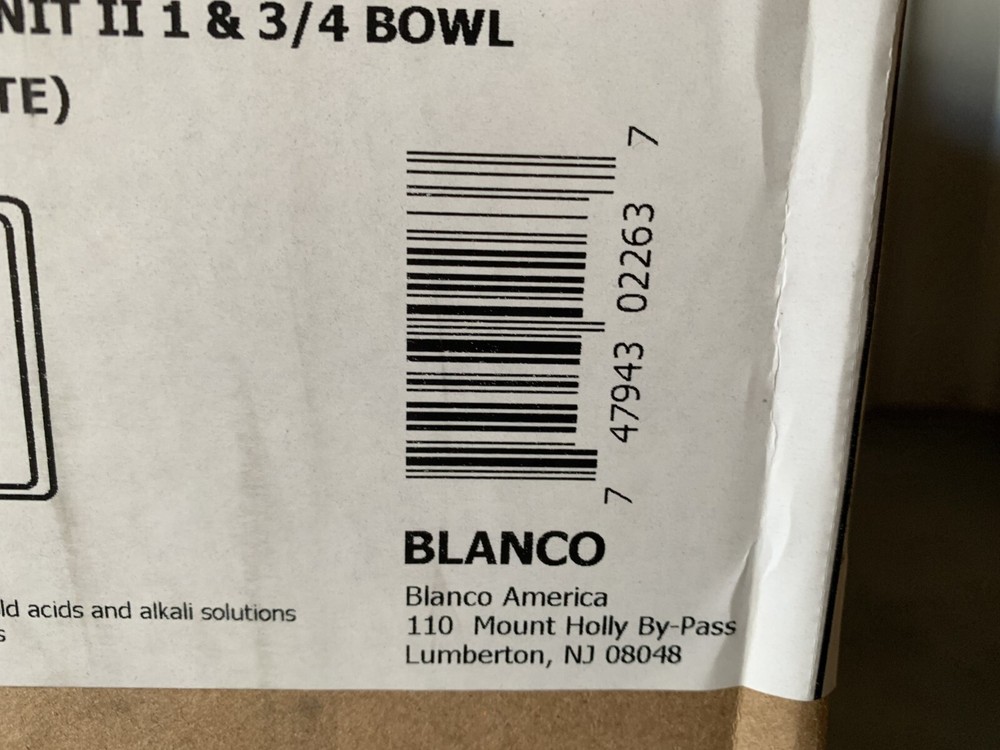 NIT II 1 & 3/4 BOWL
TE)
7 47943 02263 7
BLANCO
Blanco America
110 Mount Holly By-Pass
Lumberton, NJ 08048
ld acids and alkali solutions
s